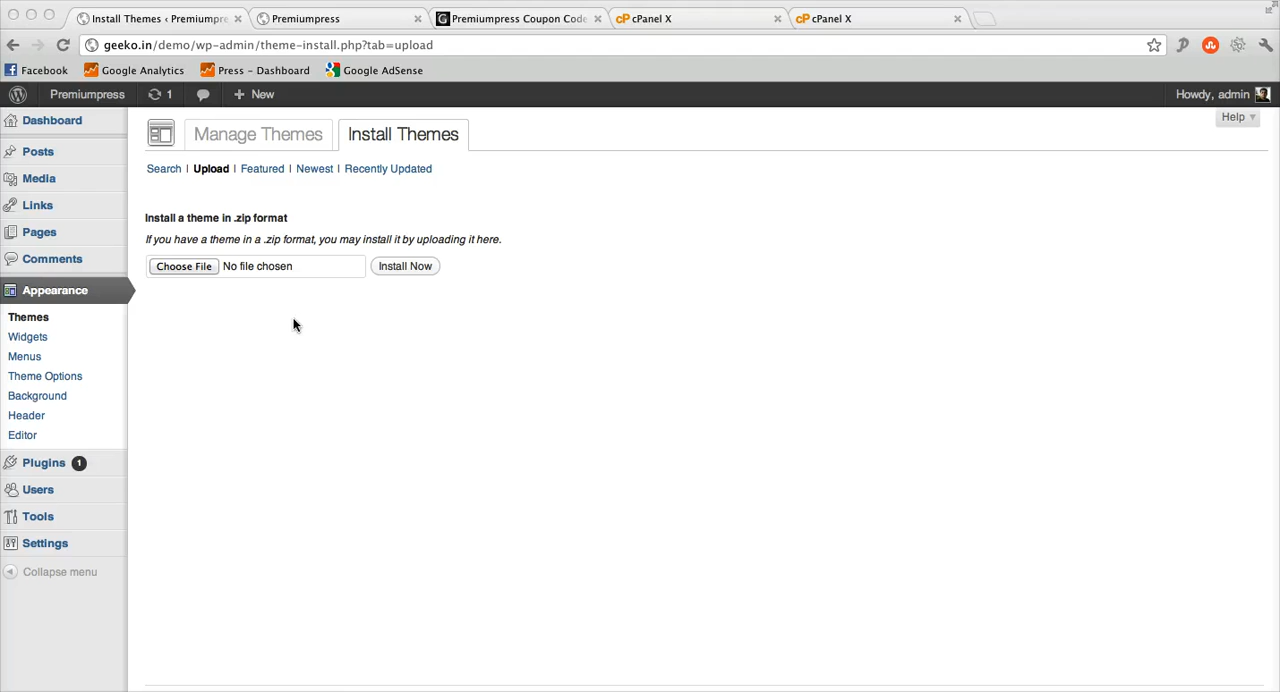 Install Themes ‹ Premiumpre
Premiumpress
Premiumpress Coupon Code
cP cPanel X
cP cPanel X
geeko.in/demo/wp-admin/theme-install.php?tab=upload
Facebook
Google Analytics
Press – Dashboard
Google AdSense
Premiumpress
1
+ New
Howdy, admin
Help
Dashboard
Posts
Media
Links
Pages
Comments
Appearance
Themes
Widgets
Menus
Theme Options
Background
Header
Editor
Plugins 1
Users
Tools
Settings
Collapse menu
Manage Themes
Install Themes
Search | Upload | Featured | Newest | Recently Updated
Install a theme in .zip format
If you have a theme in a .zip format, you may install it by uploading it here.
Choose File No file chosen
Install Now